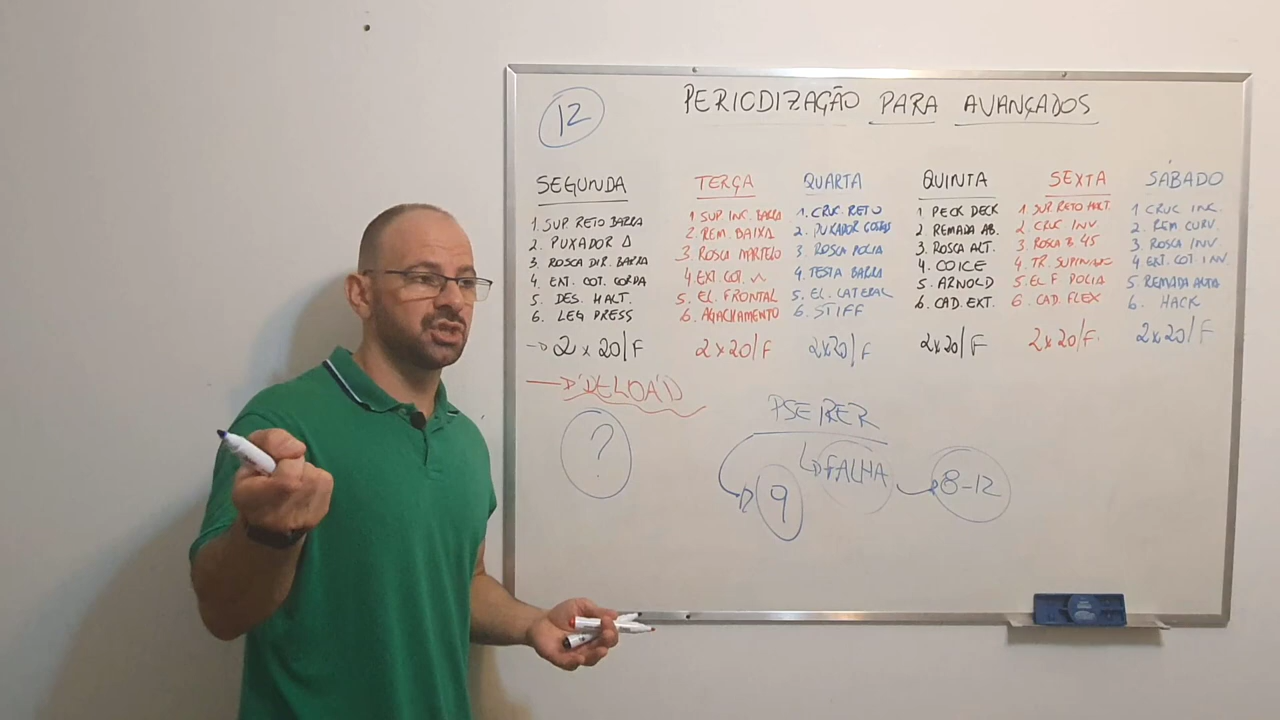 PERIODIZAÇÃO PARA AVANÇADOS
12
SEGUNDA
1. SUP. RETO BARRA
2. PUXADOR Δ
3. ROSCA DIR. BARRA
4. EXT. COT. CORDA
5. DES. HALT.
6. LEG PRESS
→ 2 x 20/F
TERÇA
1 SUP. INC. BARRA
2. REM. BAIXA
3. ROSCA MARTELO
4. EXT. COT. ^
5. EL. FRONTAL
6. AGACHAMENTO
2 x 20/F
QUARTA
1. CRUC. RETO
2. PUXADOR COSTAS
3. ROSCA POLIA
4. TESTA BARRA
5. EL. LATERAL
6. STIFF
2x20/F
QUINTA
1 PECK DECK
2. REMADA AB.
3. ROSCA ALT.
4. COICE
5. ARNOLD
6. CAD. EXT.
2x20/F
SEXTA
1. SUP. RETO HALT.
2 CRUC INV.
3. ROSCA B. 45
4. TR. SUPINADO
5. EL F POLIA
6. CAD. FLEX
2x20/F.
SÁBADO
1 CRUC INC.
2. REM CURV.
3. ROSCA INV.
4. EXT. COT INV.
5. REMADA ALTA
6. HACK
2x20/F
→ DELOAD
?
PSE RER
9
FALHA
8-12